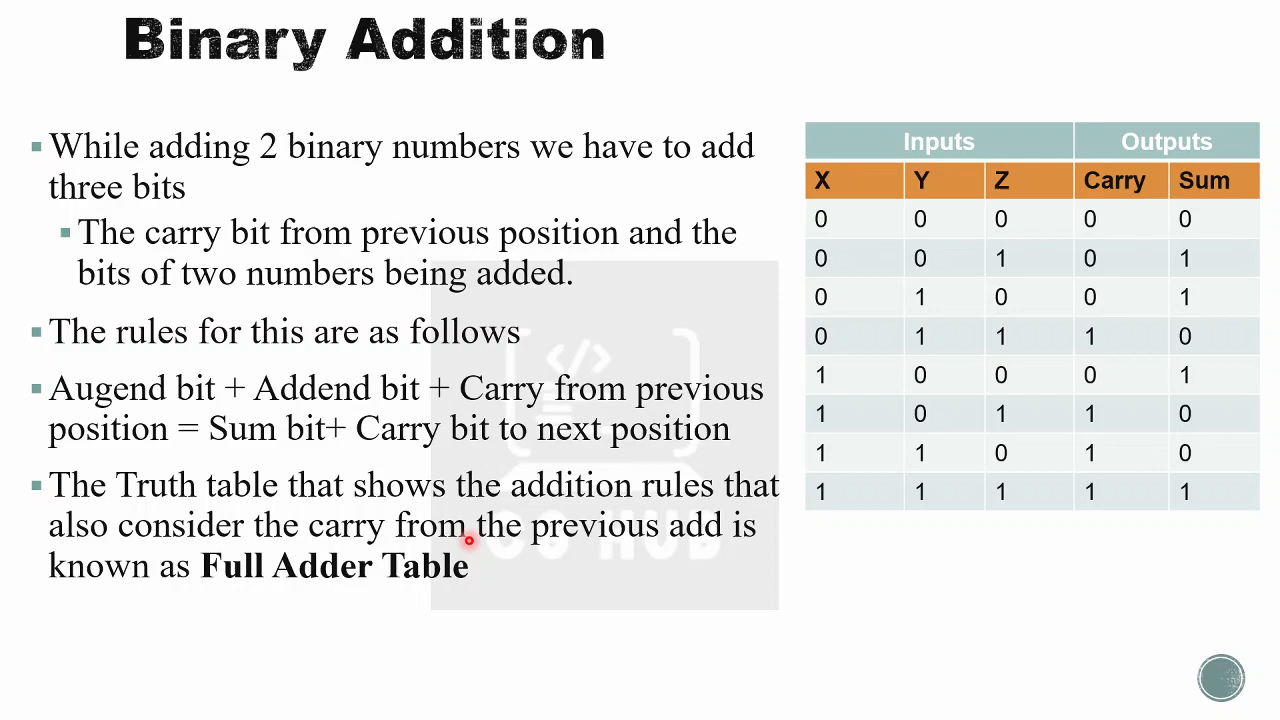 Binary Addition
▪ While adding 2 binary numbers we have to add
three bits
▪ The carry bit from previous position and the
bits of two numbers being added.
▪ The rules for this are as follows
▪ Augend bit + Addend bit + Carry from previous
position = Sum bit+ Carry bit to next position
▪ The Truth table that shows the addition rules that
also consider the carry from the previous add is
known as Full Adder Table
</>
CS HUB
Inputs Outputs
X Y Z Carry Sum
0 0 0 0 0
0 0 1 0 1
0 1 0 0 1
0 1 1 1 0
1 0 0 0 1
1 0 1 1 0
1 1 0 1 0
1 1 1 1 1